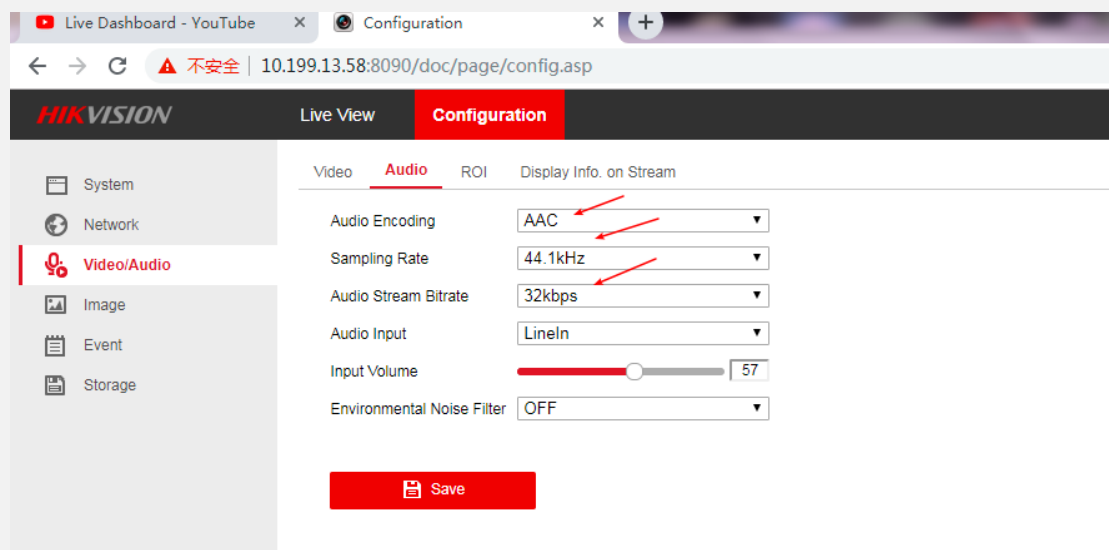 Live Dashboard - YouTube × Configuration × +
不安全 | 10.199.13.58:8090/doc/page/config.asp
HIKVISION Live View Configuration
Video Audio ROI Display Info. on Stream
System
Network
Video/Audio
Image
Event
Storage
Audio Encoding AAC
Sampling Rate 44.1kHz
Audio Stream Bitrate 32kbps
Audio Input LineIn
Input Volume 57
Environmental Noise Filter OFF
Save